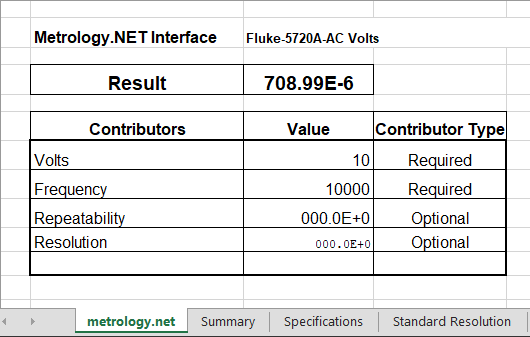 Metrology.NET Interface Fluke-5720A-AC Volts
Result 708.99E-6
Contributors Value Contributor Type
Volts 10 Required
Frequency 10000 Required
Repeatability 000.0E+0 Optional
Resolution 000.0E+0 Optional
metrology.net Summary Specifications Standard Resolution